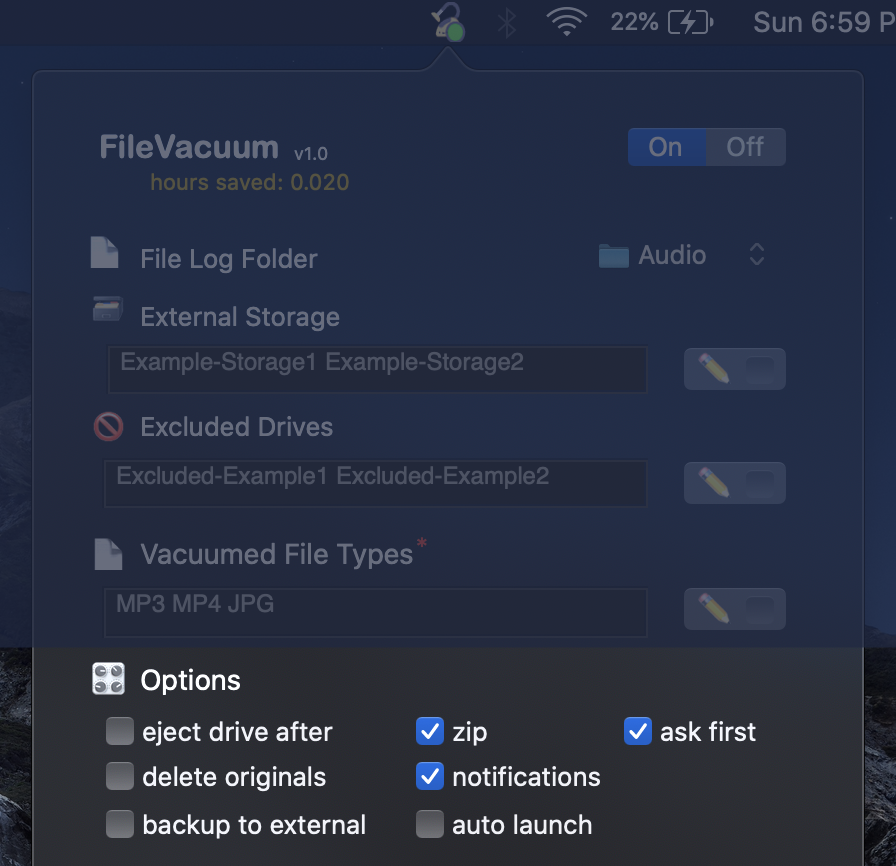 22% Sun 6:59 P
FileVacuum v1.0 On Off
hours saved: 0.020
File Log Folder Audio
External Storage
Example-Storage1 Example-Storage2
Excluded Drives
Excluded-Example1 Excluded-Example2
Vacuumed File Types*
MP3 MP4 JPG
Options
eject drive after zip ask first
delete originals notifications
backup to external auto launch